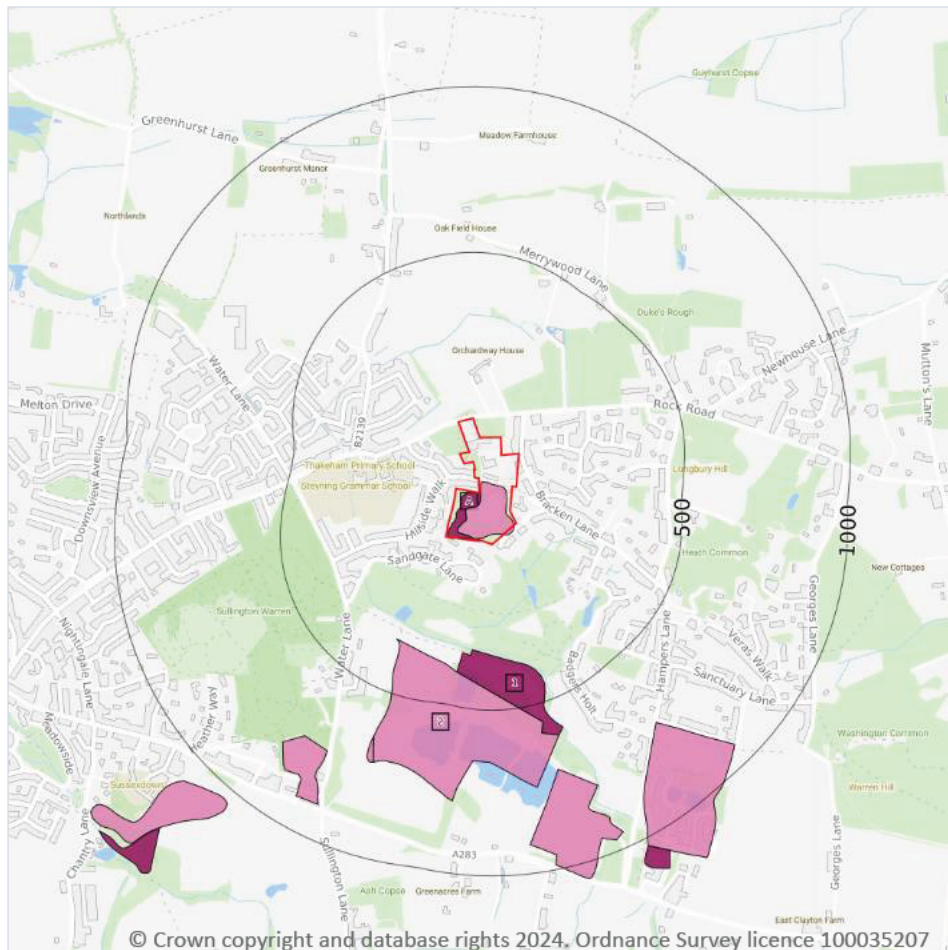 Guyhurst Copse
Greenhurst Lane
Meadow Farmhouse
Greenhurst Manor
Northlands
Oak Field House
Merrywood Lane
Duke's Rough
Newhouse Lane
Mutton's Lane
Orchardway House
Water Lane
Melton Drive
Rock Road
B2139
Downsview Avenue
Thakeham Primary School
Steyning Grammar School
Longbury Hill
Hillside Walk
Bracken Lane
500
1000
Sandgate Lane
Heath Common
New Cottages
Sullington Warren
Georges Lane
Nightingale Lane
Water Lane
Hampers Lane
Veras Walk
Badgers Holt
Sanctuary Lane
1
2
Meadowside
Washington Common
Sussexdown
Warren Hill
Chantry Lane
Sullington Lane
A283
Georges Lane
Ash Copse
Greenacres Farm
East Clayton Farm
© Crown copyright and database rights 2024. Ordnance Survey licence 100035207